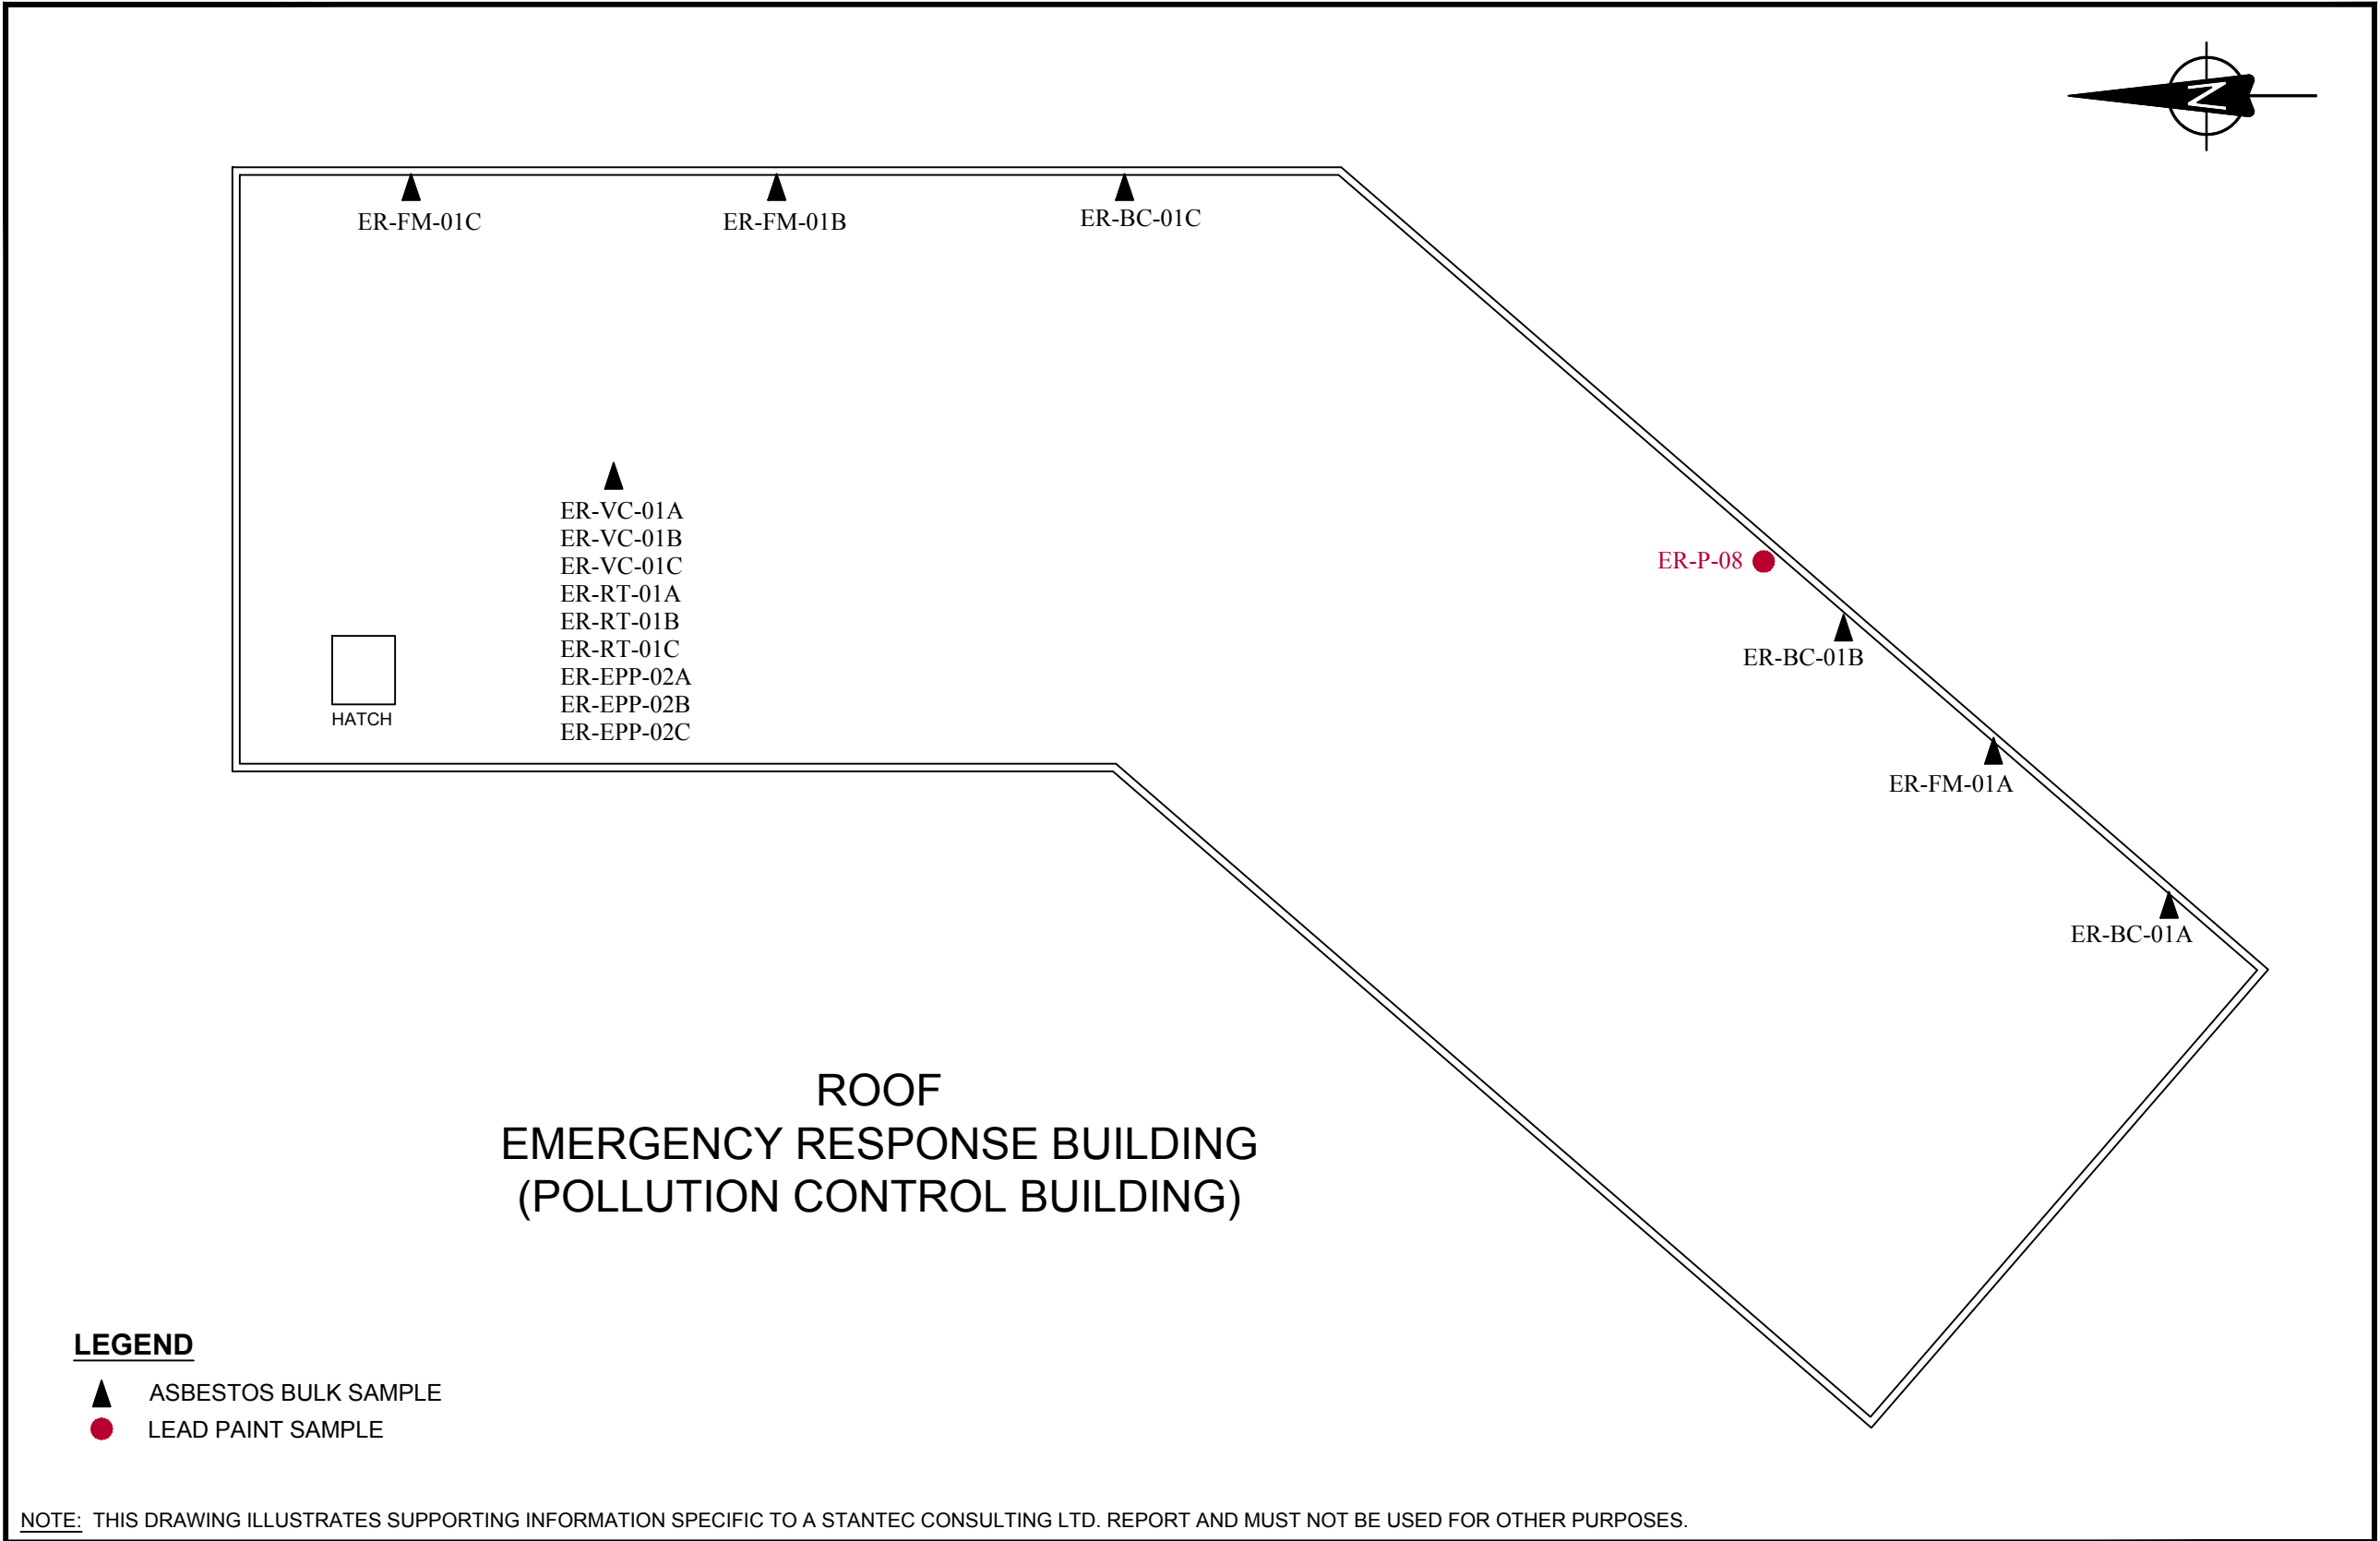 N
ER-FM-01C
ER-FM-01B
ER-BC-01C
ER-VC-01A
ER-VC-01B
ER-VC-01C
ER-RT-01A
ER-RT-01B
ER-RT-01C
ER-EPP-02A
ER-EPP-02B
ER-EPP-02C
HATCH
ER-P-08
ER-BC-01B
ER-FM-01A
ER-BC-01A
ROOF
EMERGENCY RESPONSE BUILDING
(POLLUTION CONTROL BUILDING)
LEGEND
ASBESTOS BULK SAMPLE
LEAD PAINT SAMPLE
NOTE: THIS DRAWING ILLUSTRATES SUPPORTING INFORMATION SPECIFIC TO A STANTEC CONSULTING LTD. REPORT AND MUST NOT BE USED FOR OTHER PURPOSES.